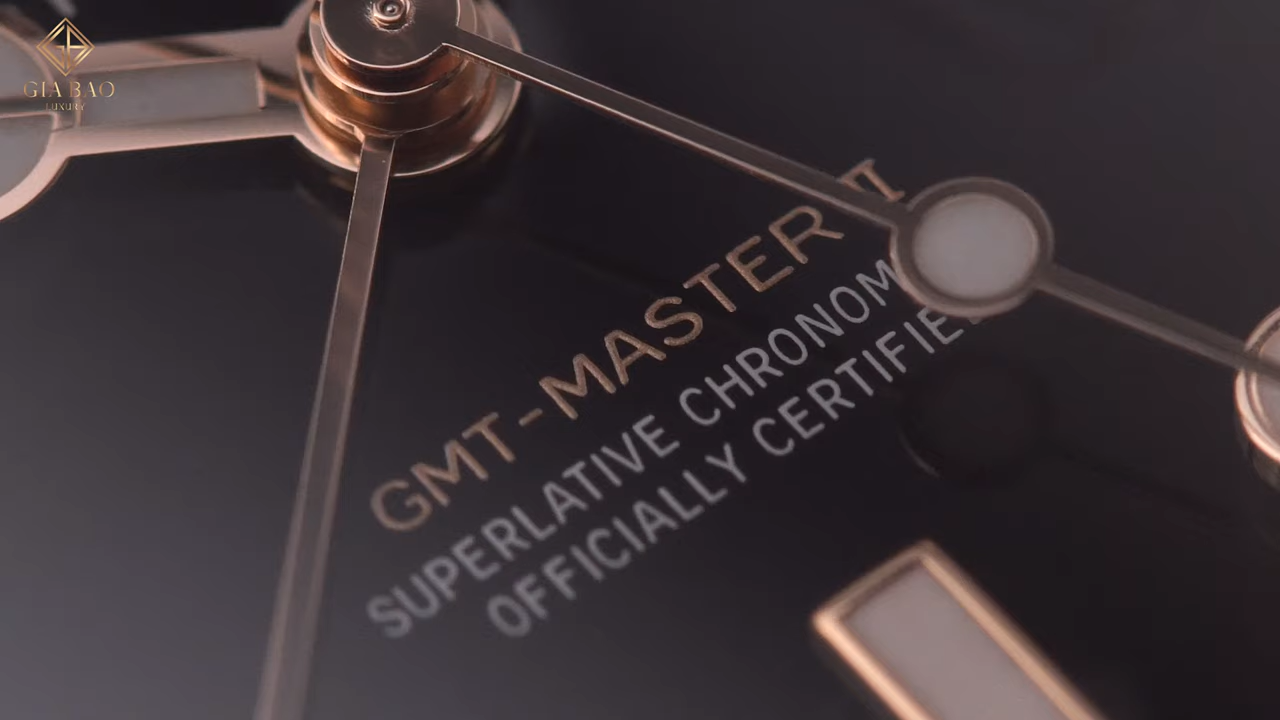 GIA BAO
LUXURY
GMT-MASTER II
SUPERLATIVE CHRONOM
OFFICIALLY CERTIFIE